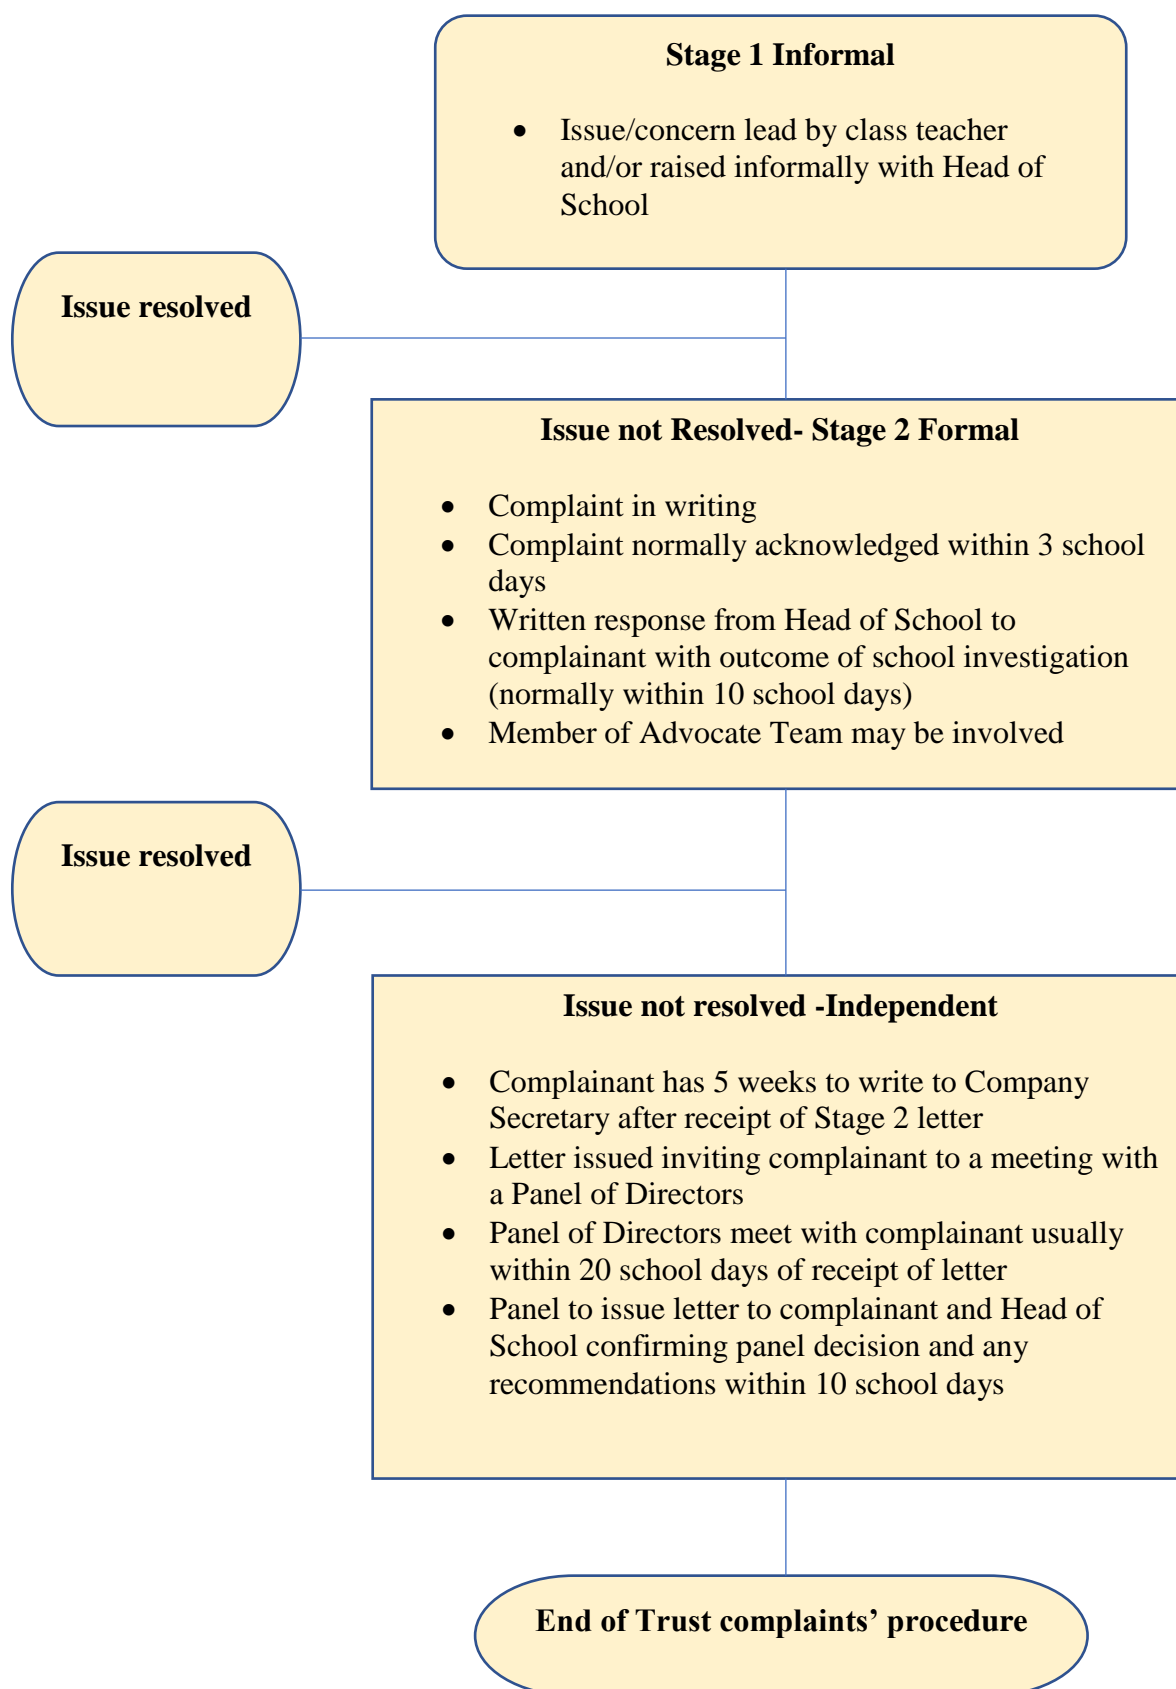 Stage 1 Informal
• Issue/concern lead by class teacher
and/or raised informally with Head of
School
Issue resolved
Issue not Resolved- Stage 2 Formal
• Complaint in writing
• Complaint normally acknowledged within 3 school
days
• Written response from Head of School to
complainant with outcome of school investigation
(normally within 10 school days)
• Member of Advocate Team may be involved
Issue resolved
Issue not resolved -Independent
• Complainant has 5 weeks to write to Company
Secretary after receipt of Stage 2 letter
• Letter issued inviting complainant to a meeting with
a Panel of Directors
• Panel of Directors meet with complainant usually
within 20 school days of receipt of letter
• Panel to issue letter to complainant and Head of
School confirming panel decision and any
recommendations within 10 school days
End of Trust complaints’ procedure